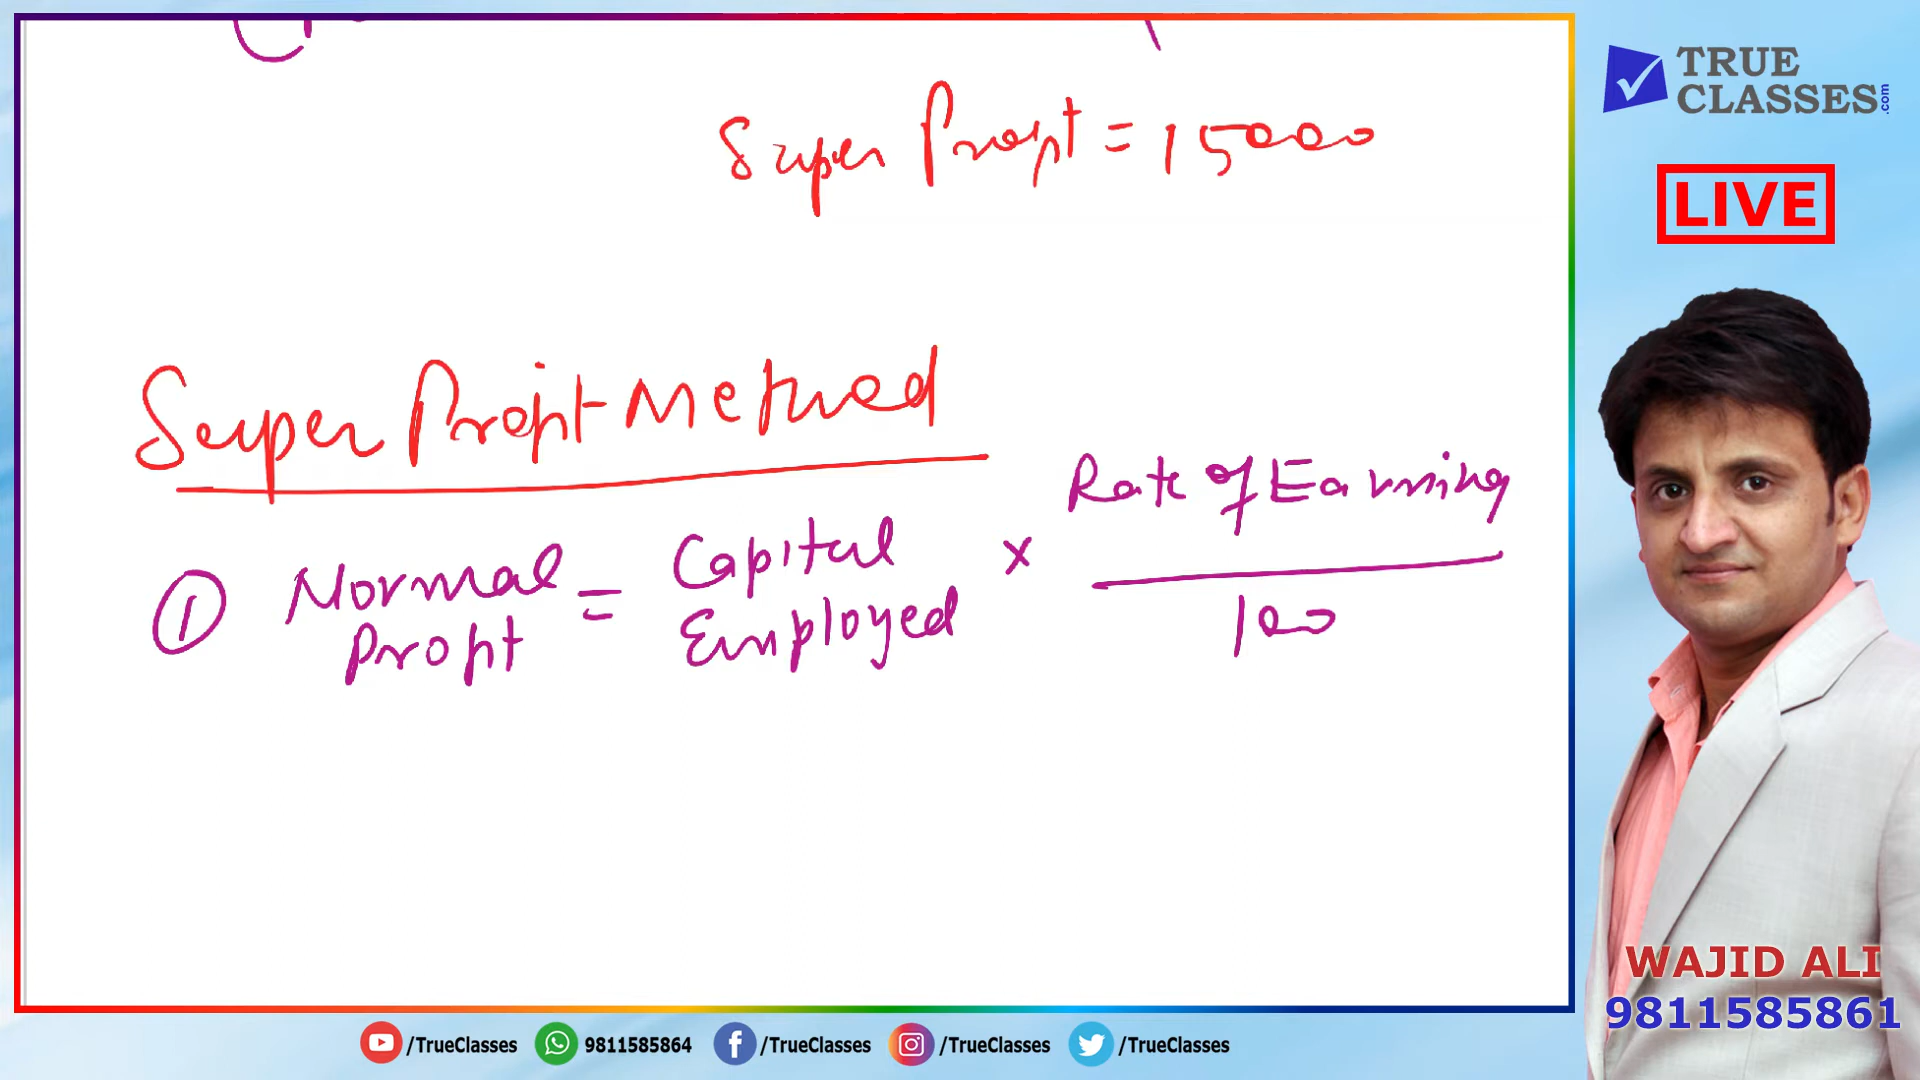 Super Profit = 15000
Super Profit Method
① Normal Profit = Capital Employed × Rate of Earning / 100
TRUE CLASSES.com
LIVE
WAJID ALI
9811585861
/TrueClasses 9811585864 /TrueClasses /TrueClasses /TrueClasses